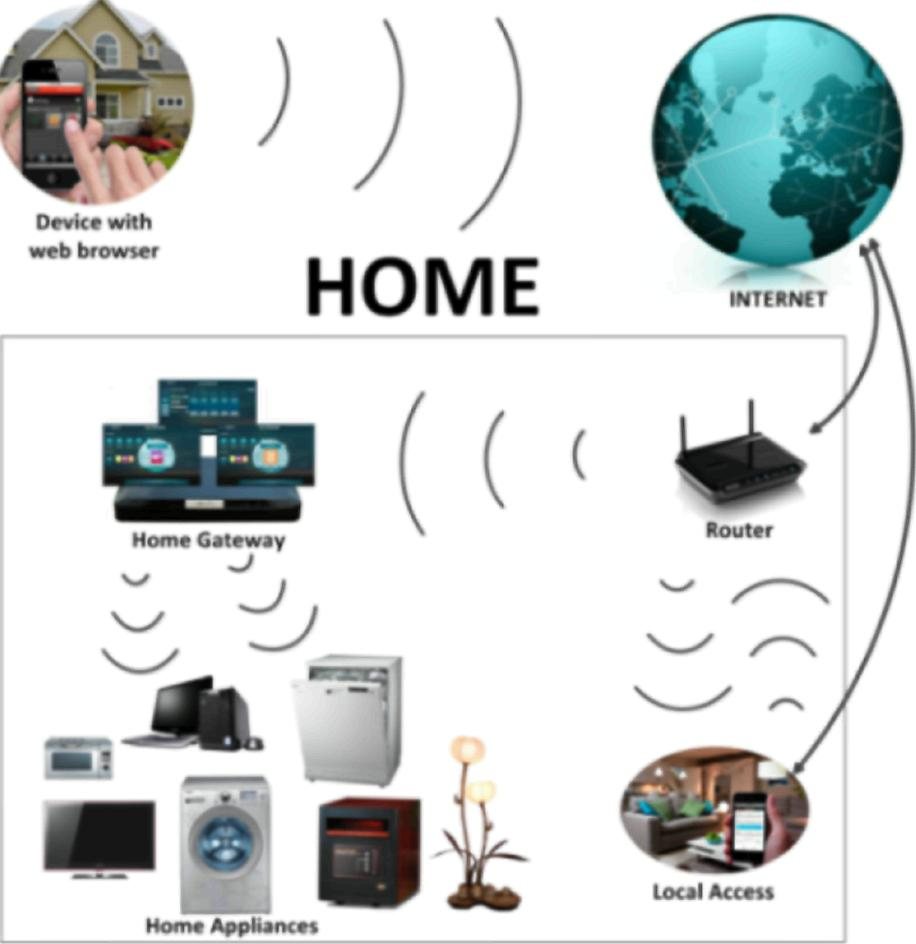 Device with
web browser
HOME
INTERNET
Home Gateway
Router
Home Appliances
Local Access